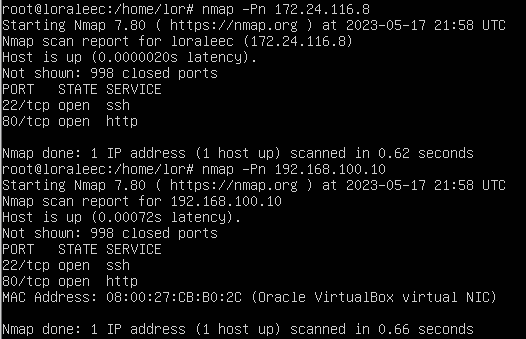 root@loraleec:/home/lor# nmap -Pn 172.24.116.8
Starting Nmap 7.80 ( https://nmap.org ) at 2023-05-17 21:58 UTC
Nmap scan report for loraleec (172.24.116.8)
Host is up (0.0000020s latency).
Not shown: 998 closed ports
PORT   STATE SERVICE
22/tcp open  ssh
80/tcp open  http

Nmap done: 1 IP address (1 host up) scanned in 0.62 seconds
root@loraleec:/home/lor# nmap -Pn 192.168.100.10
Starting Nmap 7.80 ( https://nmap.org ) at 2023-05-17 21:58 UTC
Nmap scan report for 192.168.100.10
Host is up (0.00072s latency).
Not shown: 998 closed ports
PORT   STATE SERVICE
22/tcp open  ssh
80/tcp open  http
MAC Address: 08:00:27:CB:B0:2C (Oracle VirtualBox virtual NIC)

Nmap done: 1 IP address (1 host up) scanned in 0.66 seconds